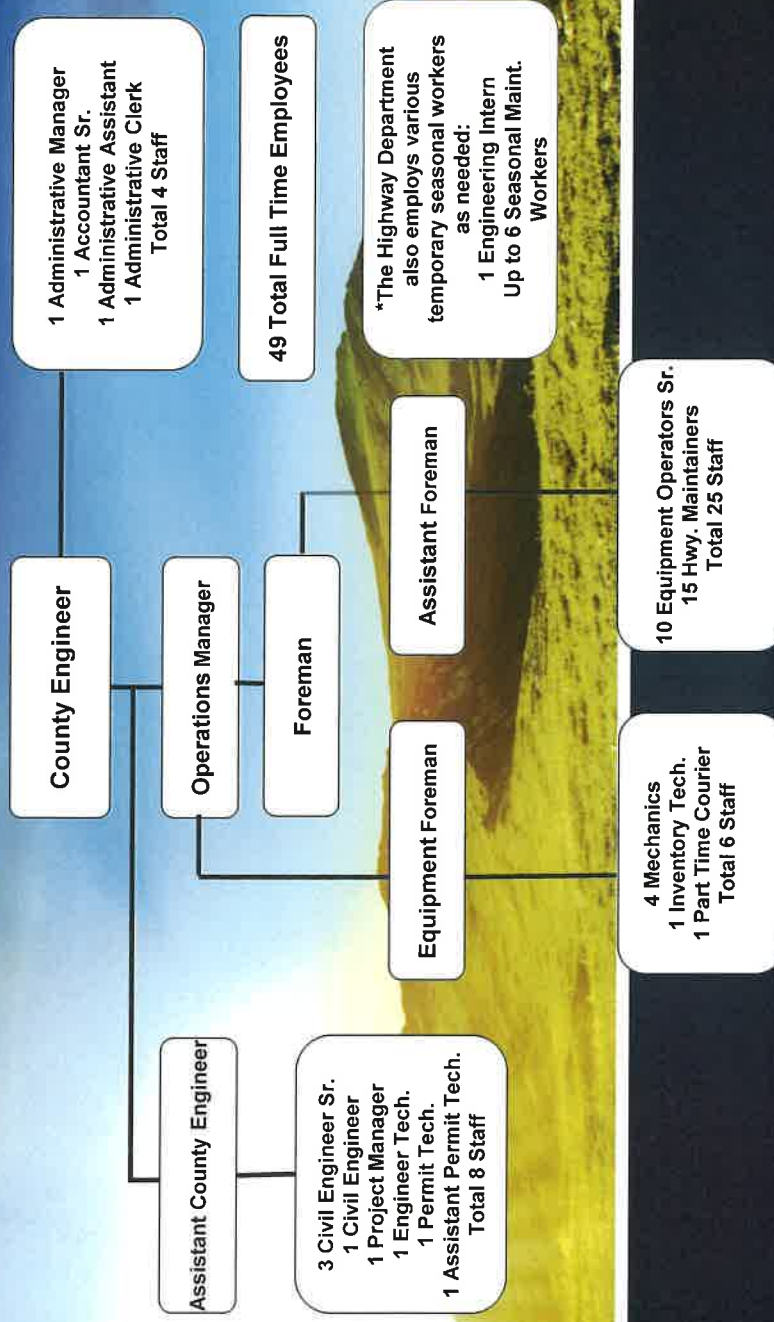 County Engineer
1 Administrative Manager
1 Accountant Sr.
1 Administrative Assistant
1 Administrative Clerk
Total 4 Staff
Assistant County Engineer
Operations Manager
49 Total Full Time Employees
Foreman
3 Civil Engineer Sr.
1 Civil Engineer
1 Project Manager
1 Engineer Tech.
1 Permit Tech.
1 Assistant Permit Tech.
Total 8 Staff
Equipment Foreman
Assistant Foreman
*The Highway Department
also employs various
temporary seasonal workers
as needed:
1 Engineering Intern
Up to 6 Seasonal Maint.
Workers
4 Mechanics
1 Inventory Tech.
1 Part Time Courier
Total 6 Staff
10 Equipment Operators Sr.
15 Hwy. Maintainers
Total 25 Staff